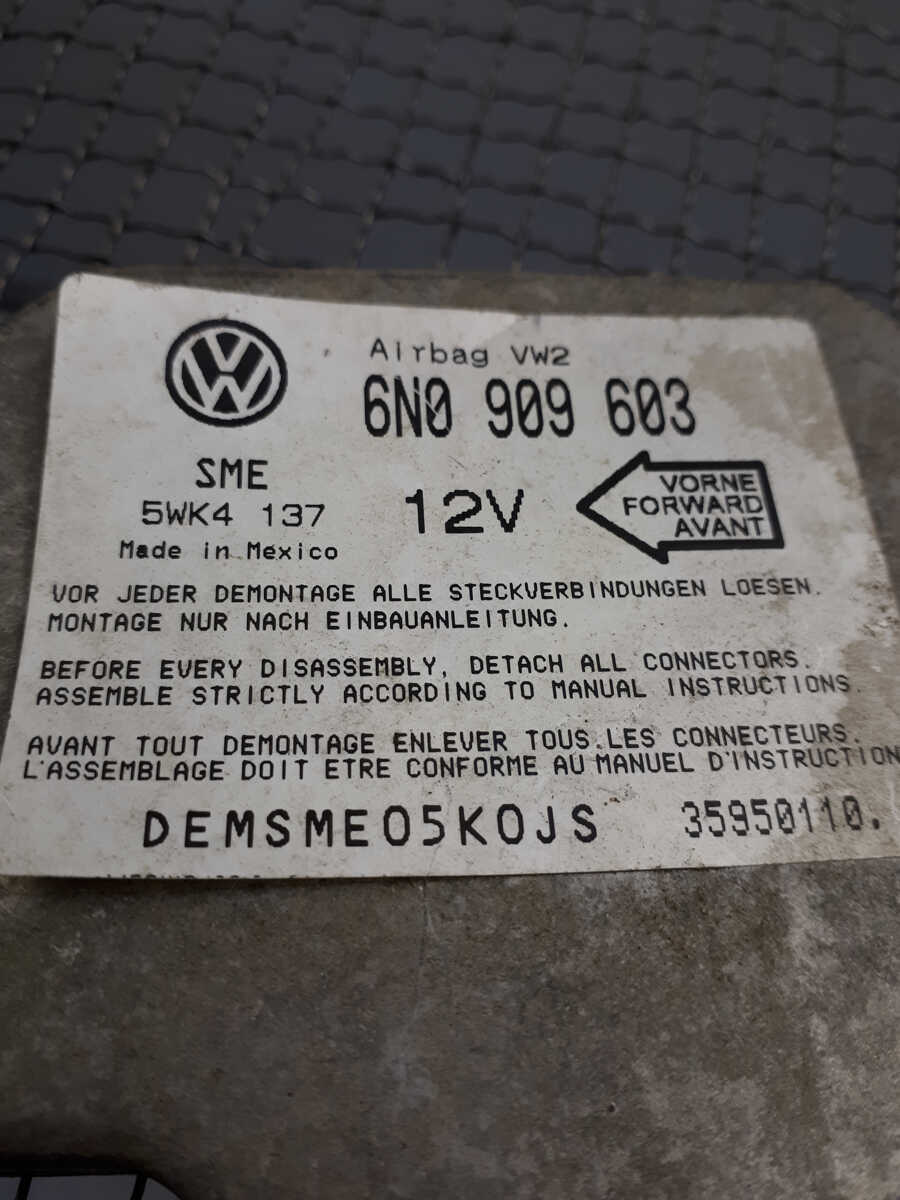 Airbag VW2
6N0 909 603
SME
5WK4 137
12V
VORNE
FORWARD
AVANT
Made in Mexico
VOR JEDER DEMONTAGE ALLE STECKVERBINDUNGEN LOESEN.
MONTAGE NUR NACH EINBAUANLEITUNG.
BEFORE EVERY DISASSEMBLY, DETACH ALL CONNECTORS.
ASSEMBLE STRICTLY ACCORDING TO MANUAL INSTRUCTIONS.
AVANT TOUT DEMONTAGE ENLEVER TOUS LES CONNECTEURS.
L'ASSEMBLAGE DOIT ETRE CONFORME AU MANUEL D'INSTRUCTION
DEMSME05K0JS 35950110.